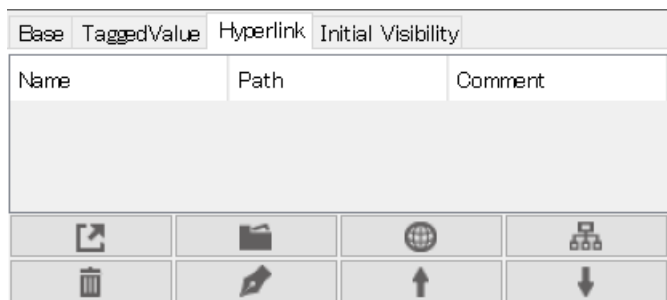 Base TaggedValue Hyperlink Initial Visibility
Name Path Comment